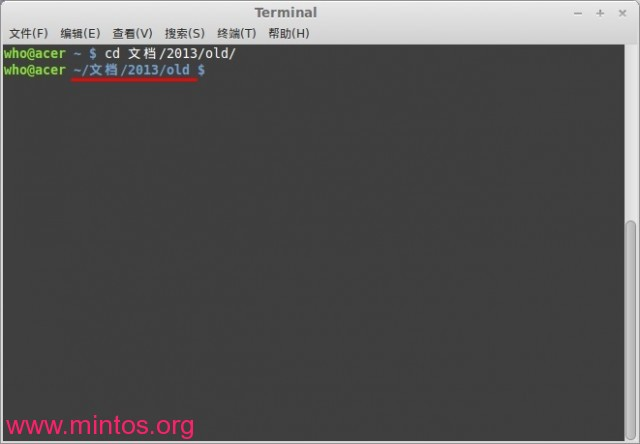 Terminal
文件(F) 编辑(E) 查看(V) 搜索(S) 终端(T) 帮助(H)
who@acer ~ $ cd 文档/2013/old/
who@acer ~/文档/2013/old $
www.mintos.org